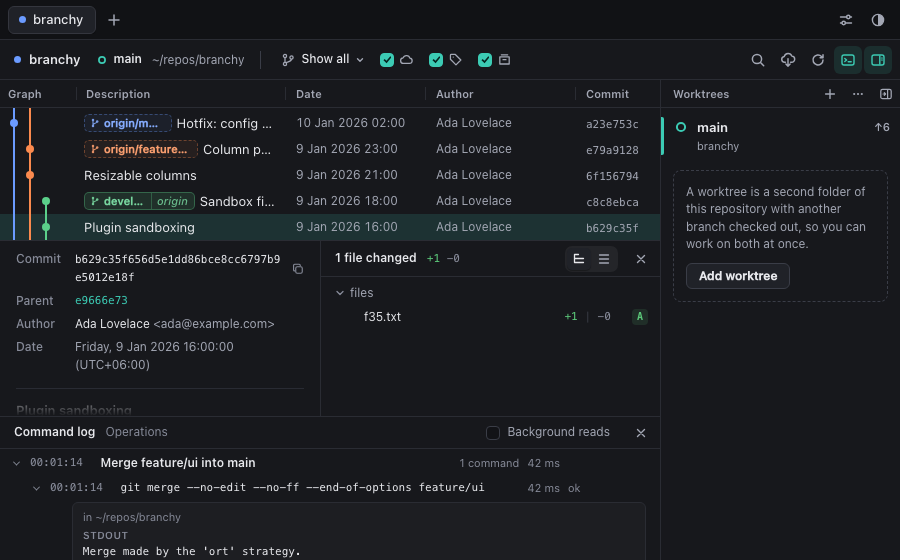 branchy
branchy main ~/repos/branchy Show all
Graph Description Date Author Commit
origin/m... Hotfix: config ... 10 Jan 2026 02:00 Ada Lovelace a23e753c
origin/feature... Column p... 9 Jan 2026 23:00 Ada Lovelace e79a9128
Resizable columns 9 Jan 2026 21:00 Ada Lovelace 6f156794
devel... origin Sandbox fi... 9 Jan 2026 18:00 Ada Lovelace c8c8ebca
Plugin sandboxing 9 Jan 2026 16:00 Ada Lovelace b629c35f
Commit b629c35f656d5e1dd86bce8cc6797b9
e5012e18f
Parent e9666e73
Author Ada Lovelace <ada@example.com>
Date Friday, 9 Jan 2026 16:00:00
(UTC+06:00)
Plugin sandboxing
1 file changed +1 −0
files
f35.txt +1 −0 A
Command log Operations Background reads
00:01:14 Merge feature/ui into main 1 command 42 ms
00:01:14 git merge --no-edit --no-ff --end-of-options feature/ui 42 ms ok
in ~/repos/branchy
STDOUT
Merge made by the 'ort' strategy.
Worktrees
main ↑6
branchy
A worktree is a second folder of
this repository with another
branch checked out, so you can
work on both at once.
Add worktree